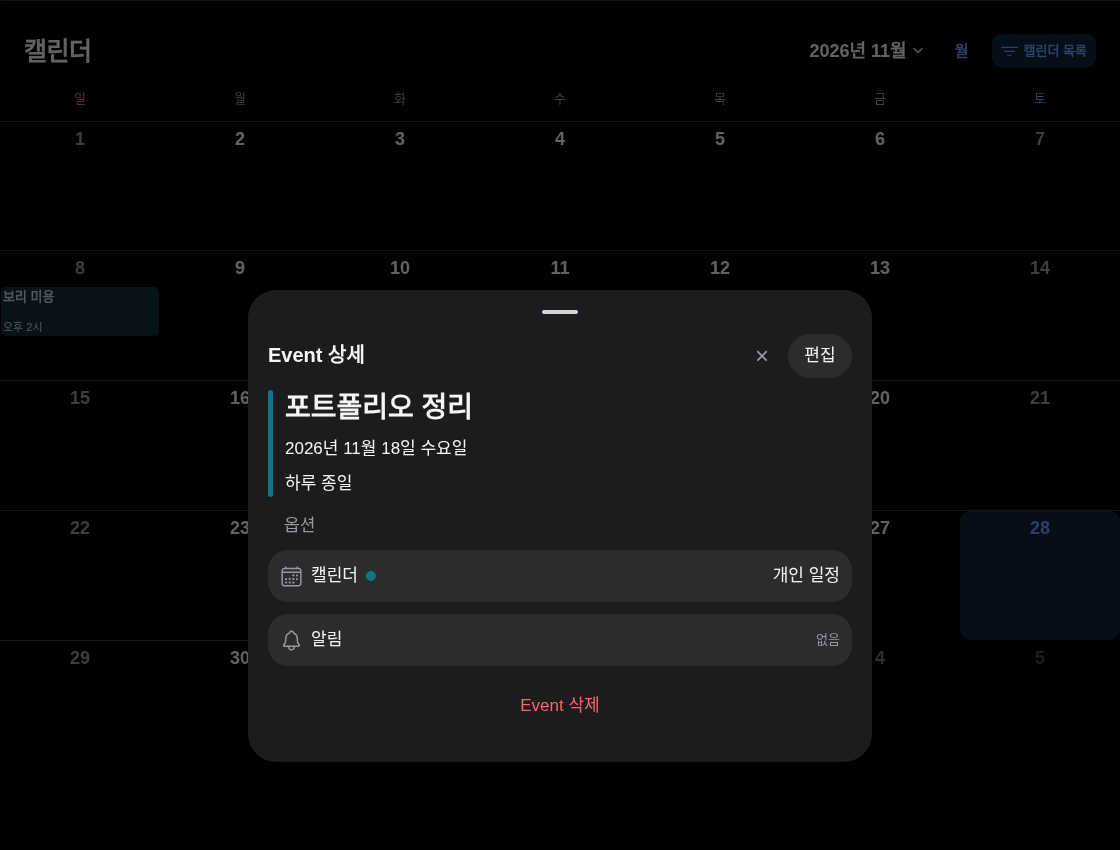 캘린더
2026년 11월 월 캘린더 목록
일 월 화 수 목 금 토
1 2 3 4 5 6 7
8 9 10 11 12 13 14
보리 미용
오후 2시
Event 상세 × 편집
포트폴리오 정리
2026년 11월 18일 수요일
하루 종일
옵션
캘린더 개인 일정
알림 없음
Event 삭제
15 16 20 21
22 23 27 28
29 30 4 5